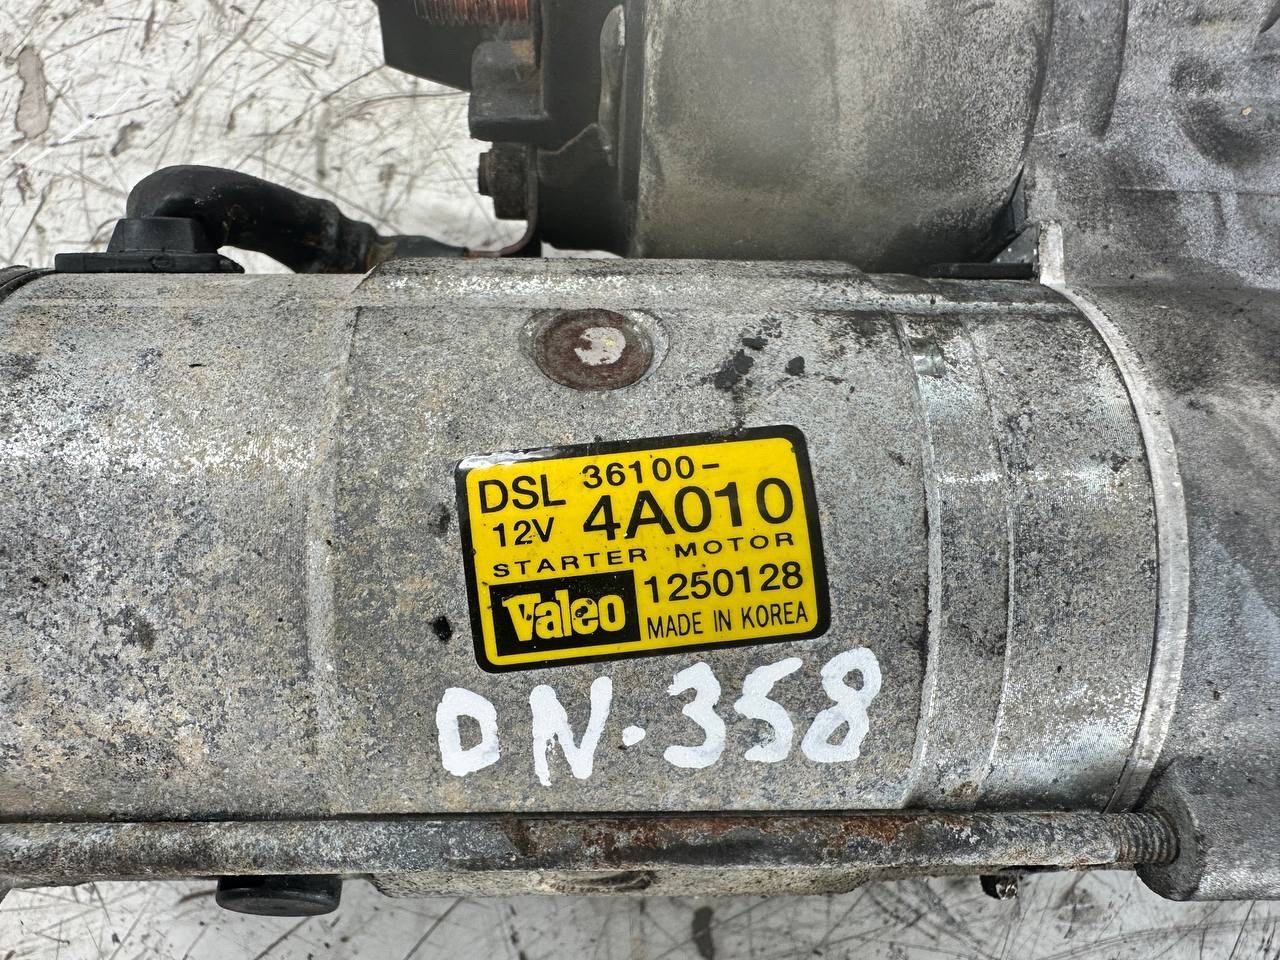 DSL 36100-
12V 4A010
STARTER MOTOR
Valeo 1250128
MADE IN KOREA
DN.358